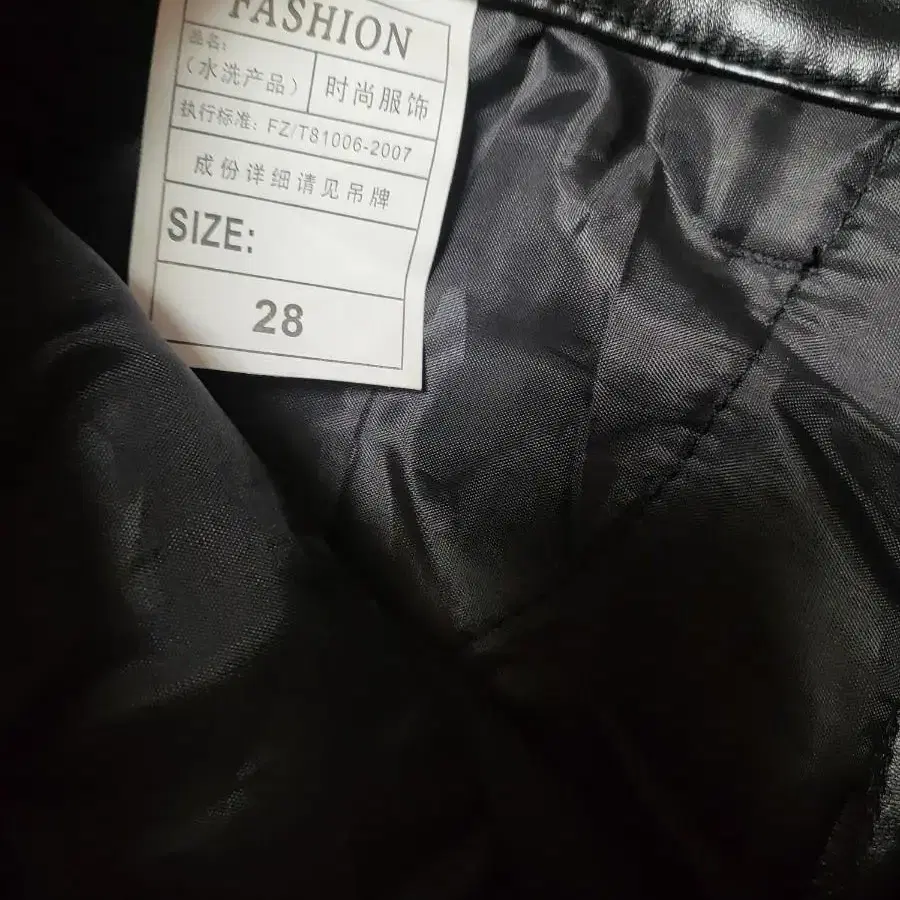 FASHION
品名:
(水洗产品)
时尚服饰
执行标准: FZ/T81006-2007
成份详细请见吊牌
SIZE:
28